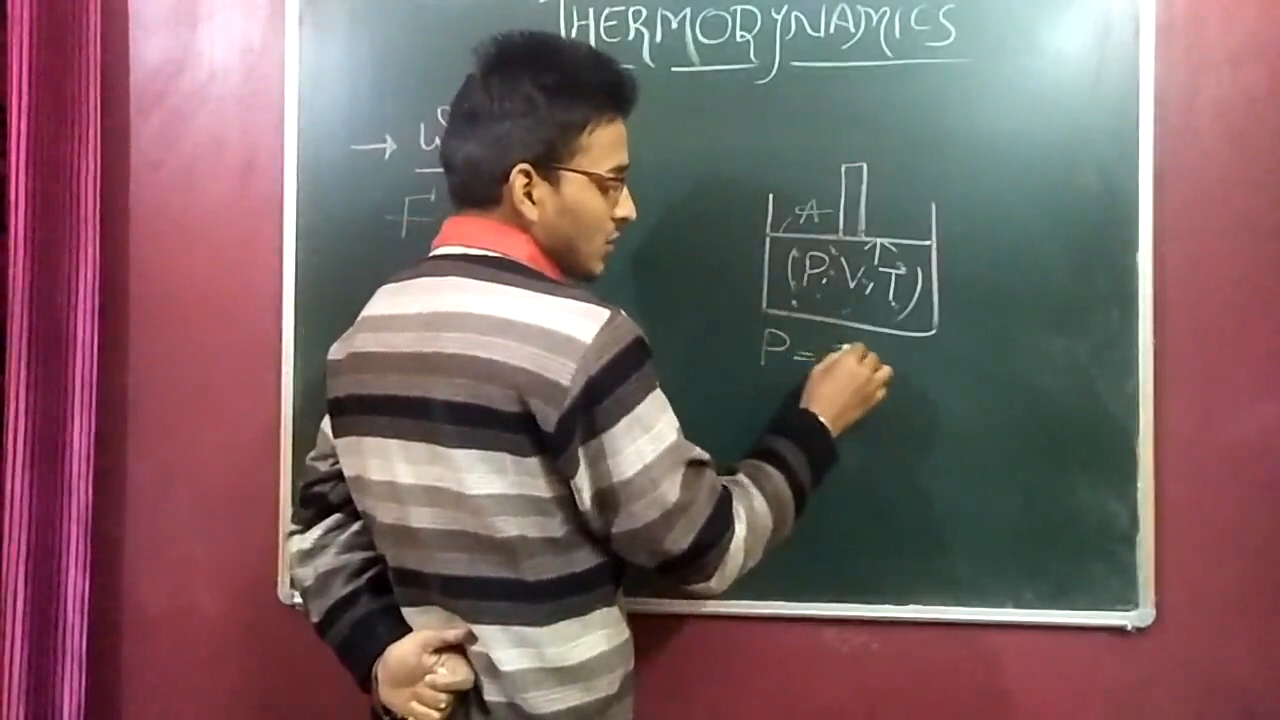 THERMODYNAMICS
→
F
A
(P, V, T)
P =